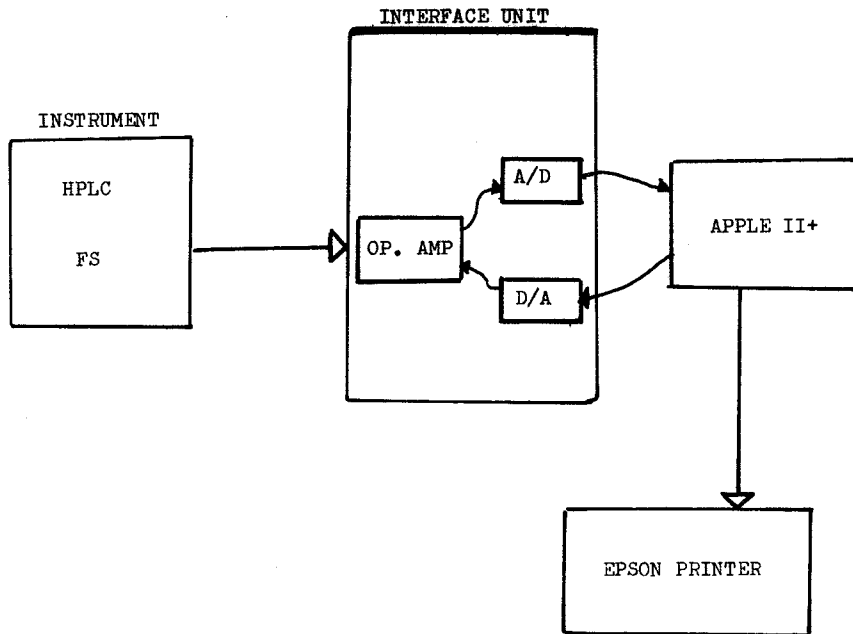 INTERFACE UNIT
INSTRUMENT
HPLC
FS
OP. AMP
A/D
D/A
APPLE II+
EPSON PRINTER